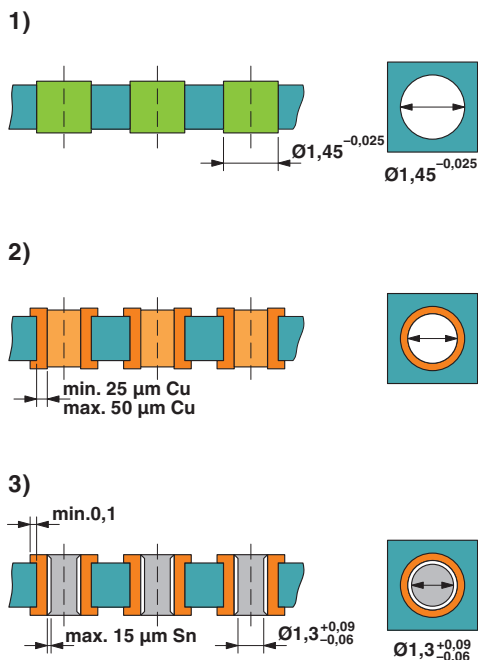 1)
Ø1,45 –0,025
Ø1,45 –0,025
2)
min. 25 µm Cu
max. 50 µm Cu
3)
min.0,1
max. 15 µm Sn
Ø1,3 +0,09 –0,06
Ø1,3 +0,09 –0,06